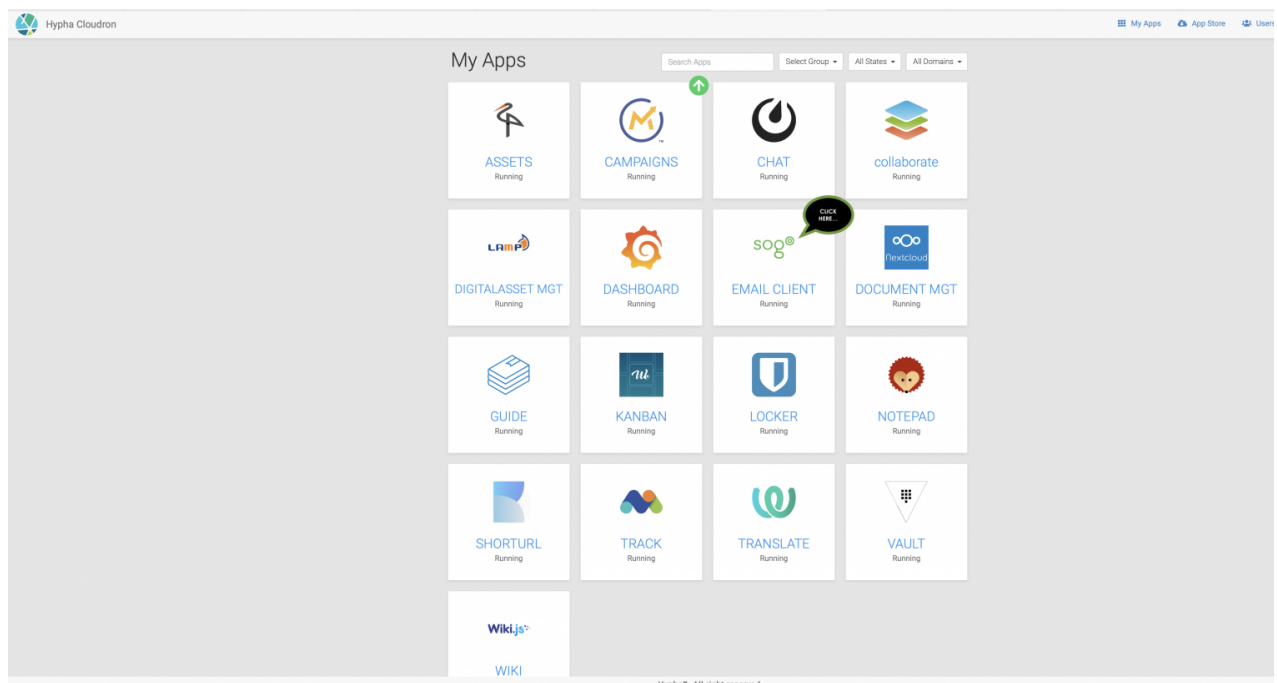 Hypha Cloudron
My Apps
App Store
Users
My Apps
Search Apps
Select Group
All States
All Domains
ASSETS
Running
CAMPAIGNS
Running
CHAT
Running
collaborate
Running
CLICK
HERE...
LAMP
DIGITALASSET MGT
Running
DASHBOARD
Running
sog
EMAIL CLIENT
Running
nextcloud
DOCUMENT MGT
Running
GUIDE
Running
KANBAN
Running
LOCKER
Running
NOTEPAD
Running
SHORTURL
Running
TRACK
Running
TRANSLATE
Running
VAULT
Running
Wiki.js
WIKI